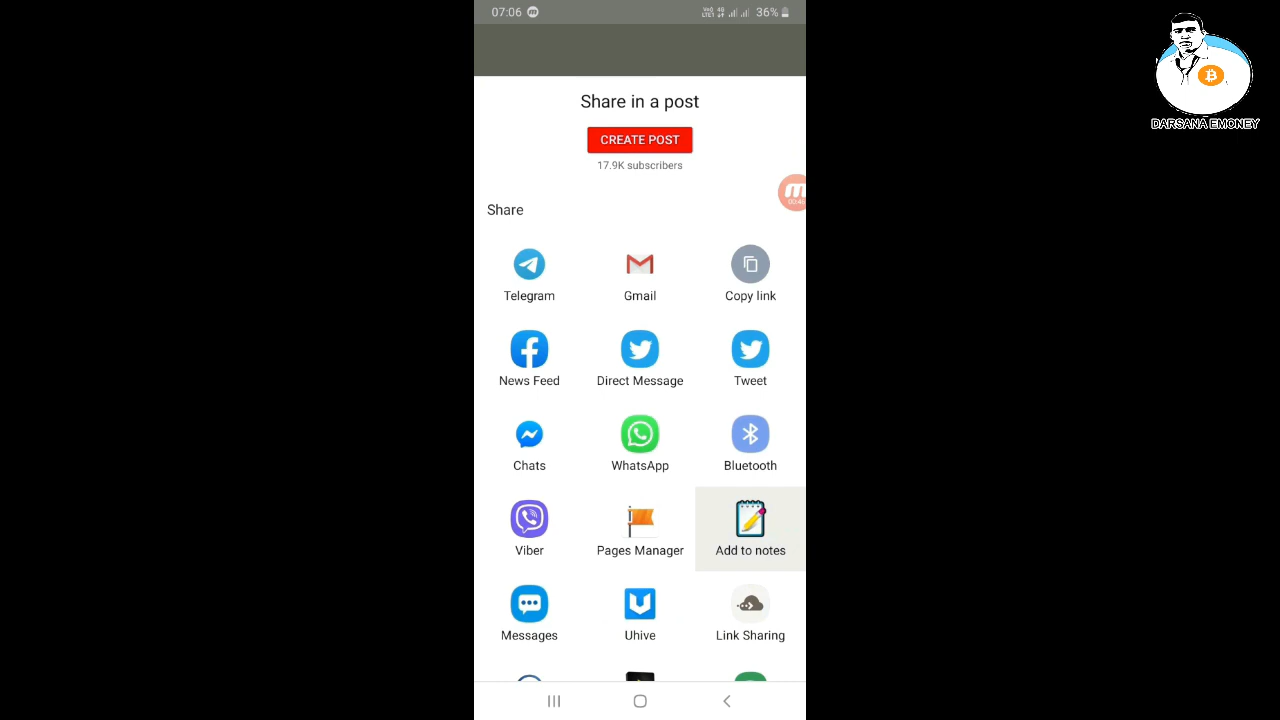 07:06
36%
Share in a post
CREATE POST
17.9K subscribers
Share
Telegram
Gmail
Copy link
News Feed
Direct Message
Tweet
Chats
WhatsApp
Bluetooth
Viber
Pages Manager
Add to notes
Messages
Uhive
Link Sharing
DARSANA EMONEY